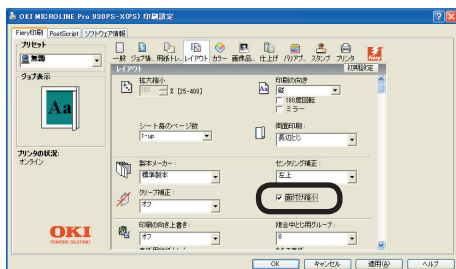 OKI MICROLINE Pro 930PS-X(PS) 印刷設定
Fiery印刷 PostScript ソフトウェア情報
プリセット
無題
ジョブ表示
Aa
プリンタの状況:
オンライン
OKI
PRINTING SOLUTIONS
一般 ジョブ情.. 用紙トレ.. レイアウト カラー 画像品.. 仕上げ バリアブ.. スタンプ プリンタ
レイアウト 初期設定
拡大縮小
100 % [25-400]
印刷の向き
縦
180度回転
ミラー
シート毎のページ数
1-up
両面印刷:
長辺とじ
製本メーカー:
標準製本
センタリング補正:
左上
クリープ補正:
オフ
面付け縮小
印刷の向き上書き:
オフ
複合中とじ用グループ:
8
OK キャンセル 適用(A) ヘルプ